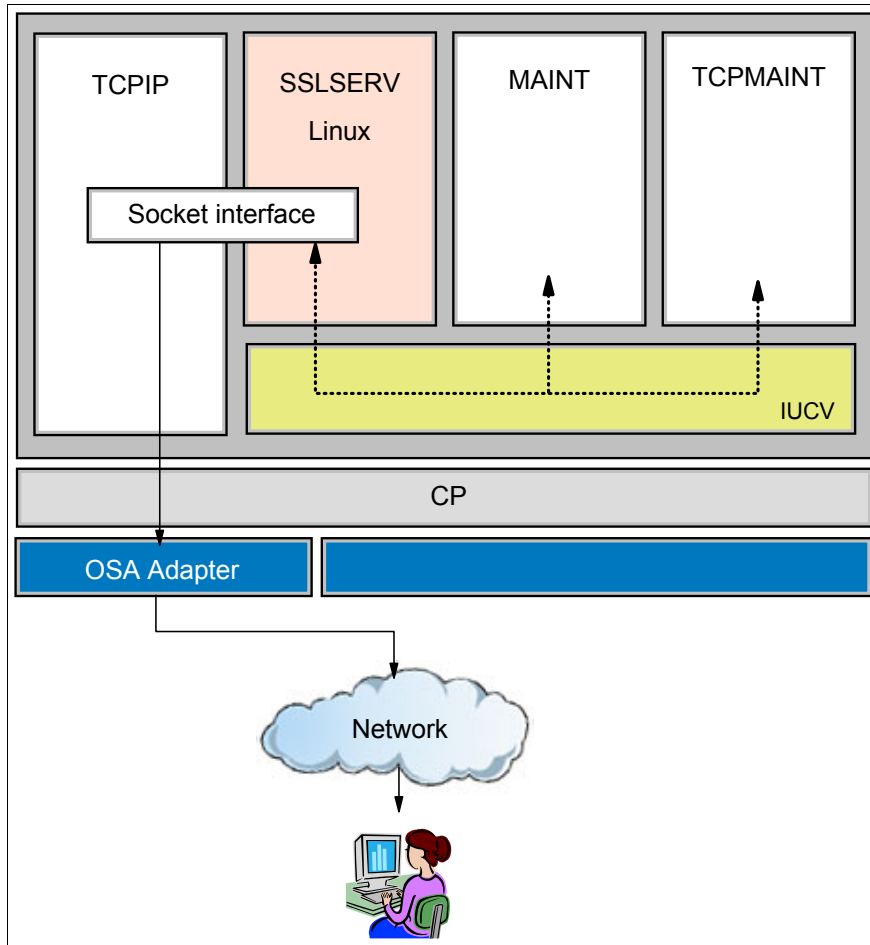 TCPIP
SSLSERV
Linux
MAINT
TCPMAINT
Socket interface
IUCV
CP
OSA Adapter
Network